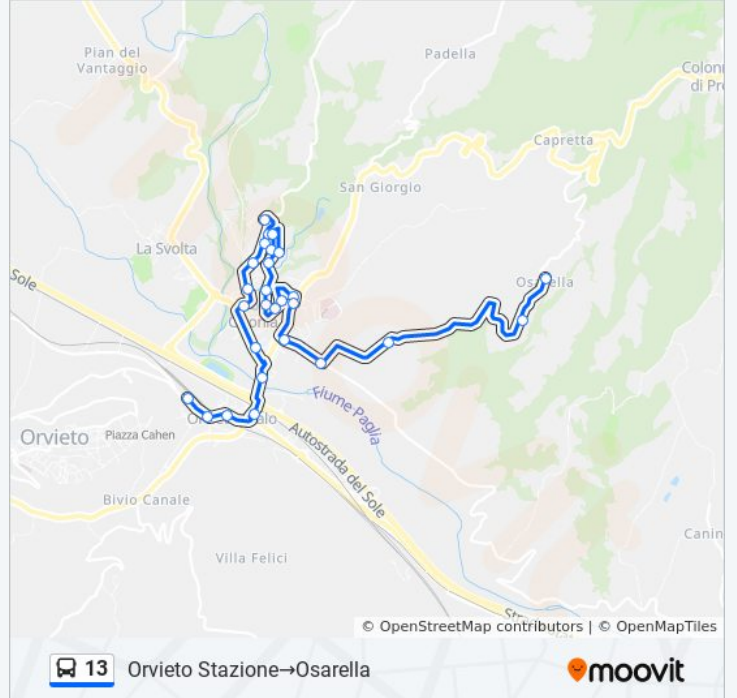 Pian del
Vantaggio
Padella
Colonn
di Pro
Capretta
San Giorgio
La Svolta
Sole
Osarella
Fiume Paglia
Orvieto
Piazza Cahen
Autostrada del Sole
Bivio Canale
Villa Felici
Canin
© OpenStreetMap contributors | © OpenMapTiles
13 Orvieto Stazione→Osarella
moovit